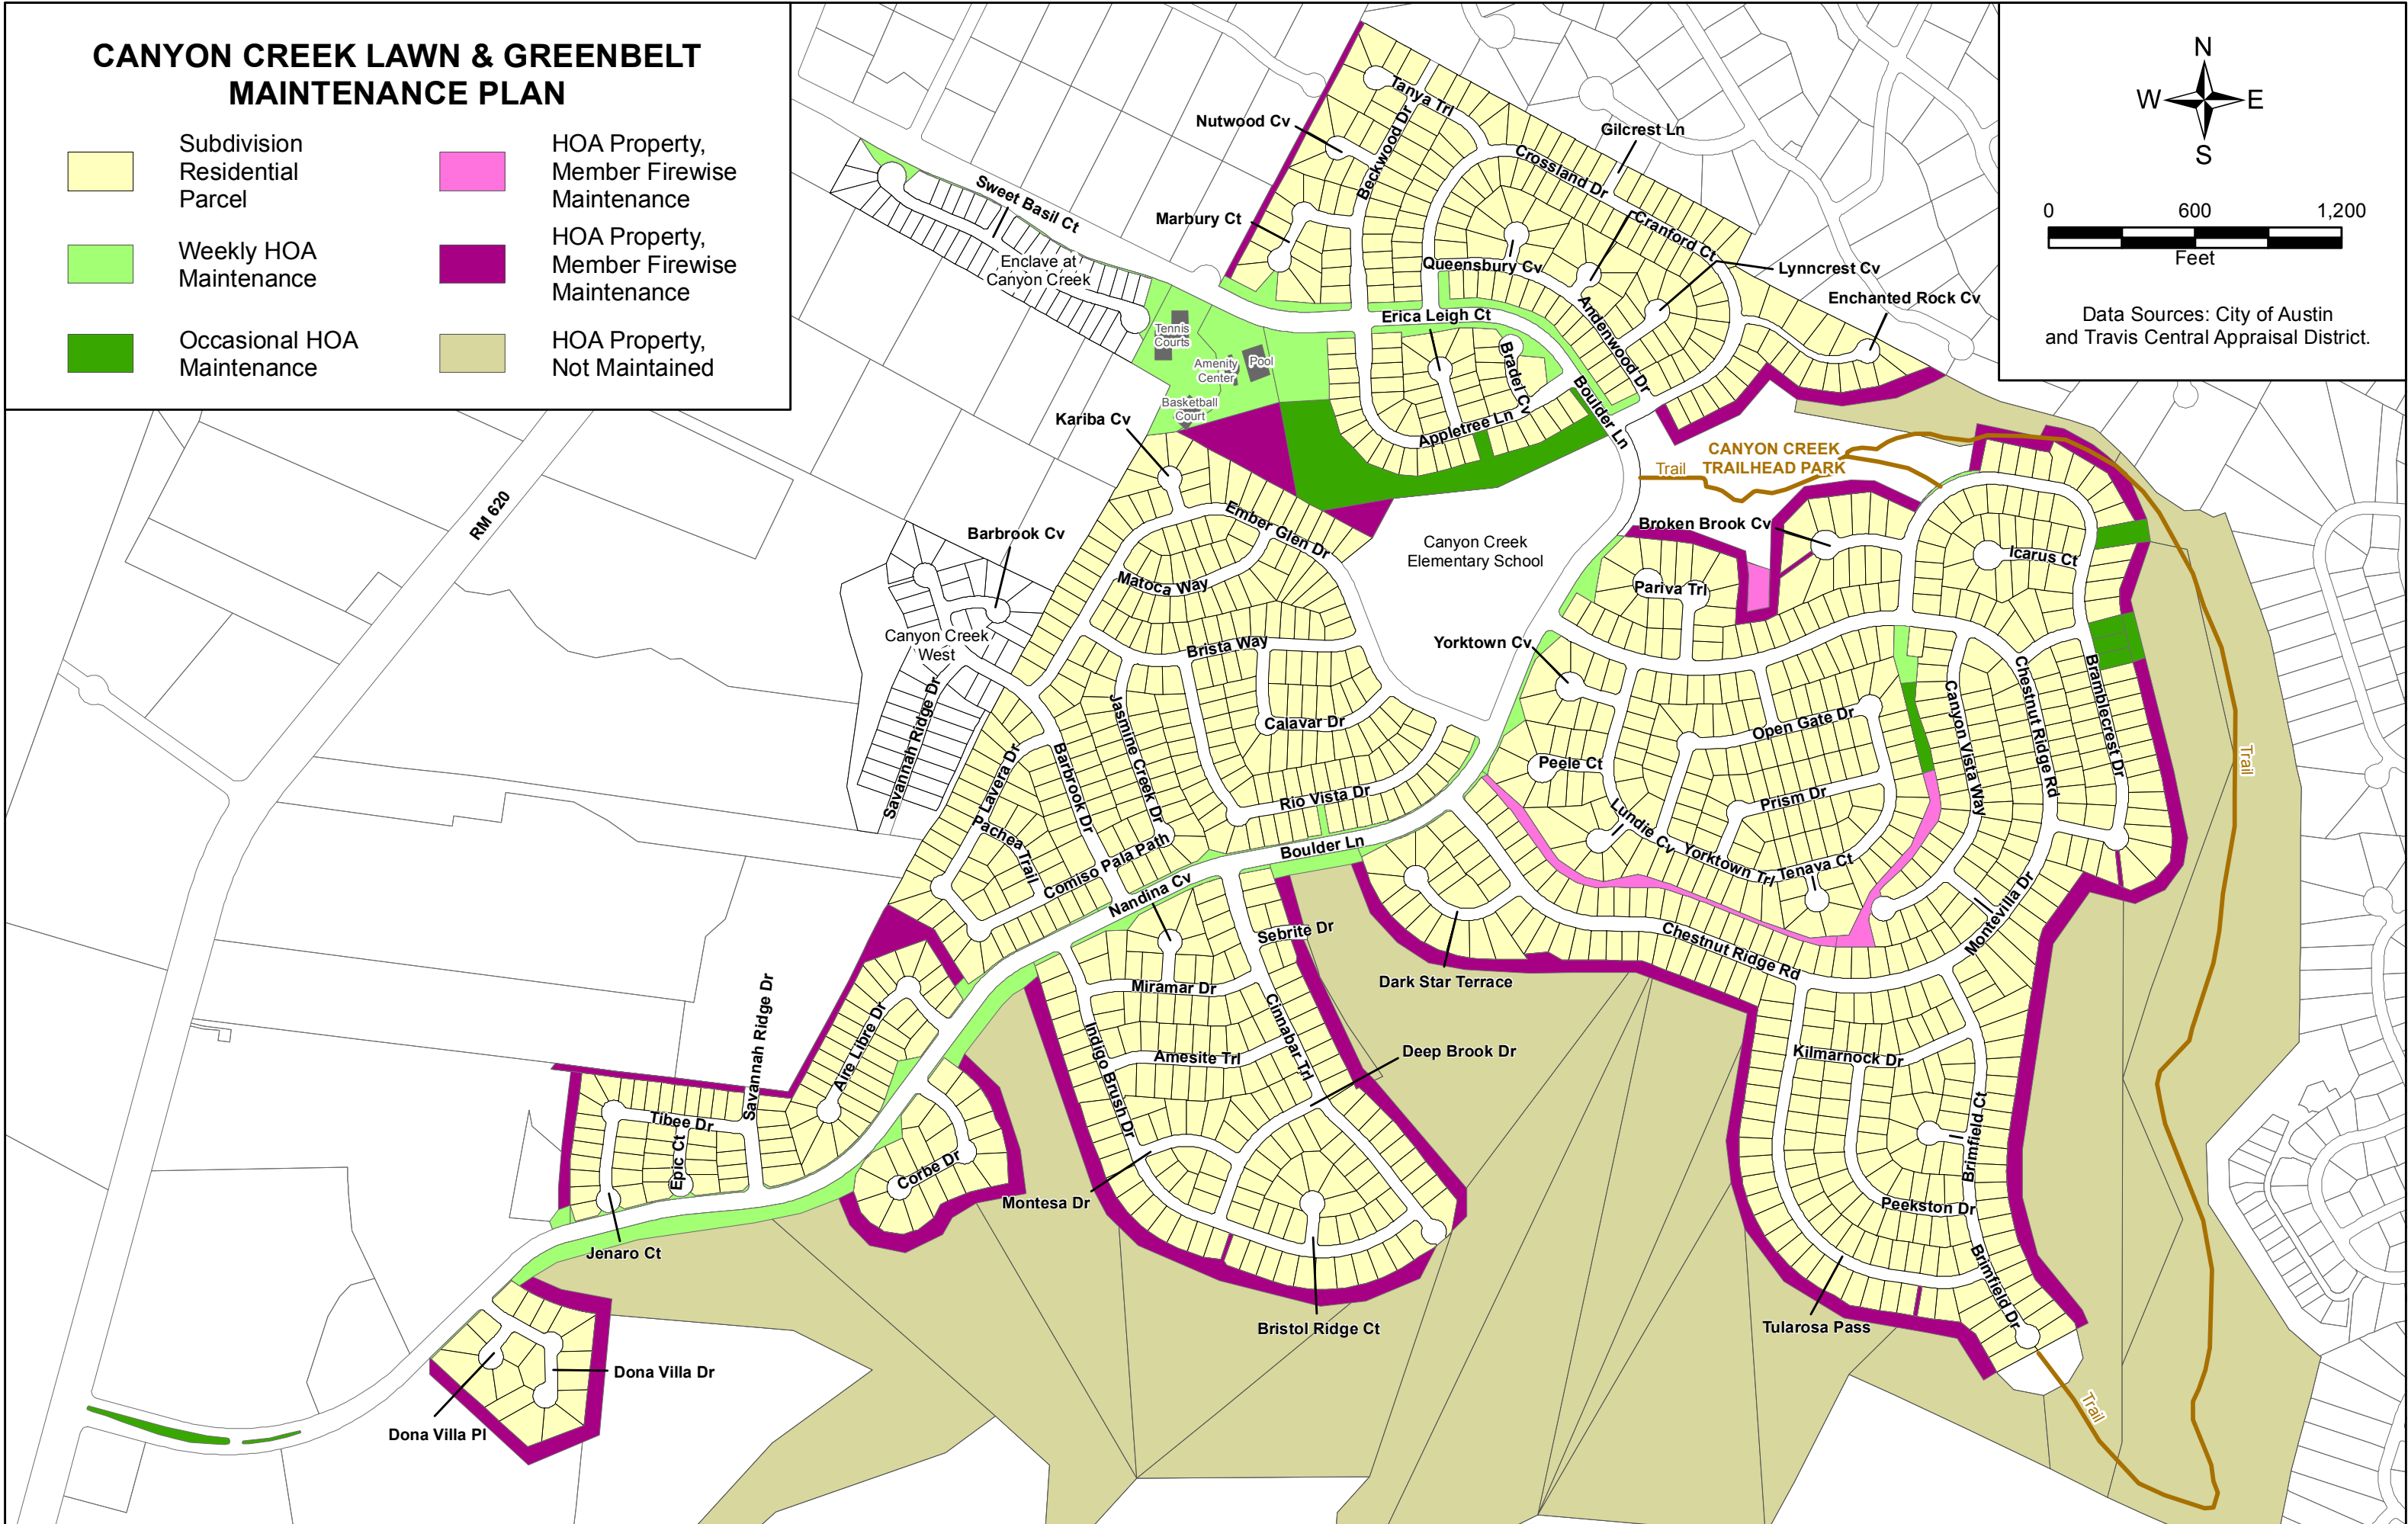 CANYON CREEK LAWN & GREENBELT
MAINTENANCE PLAN
Subdivision
Residential
Parcel
HOA Property,
Member Firewise
Maintenance
Weekly HOA
Maintenance
HOA Property,
Member Firewise
Maintenance
Occasional HOA
Maintenance
HOA Property,
Not Maintained
N
W
E
S
0 600 1,200
Feet
Data Sources: City of Austin
and Travis Central Appraisal District.
Tanya Trl
Nutwood Cv
Beckwood Dr
Gilcrest Ln
Crossland Dr
Sweet Basil Ct
Marbury Ct
Cranford Ct
Enclave at
Canyon Creek
Queensbury Cv
Lynncrest Cv
Enchanted Rock Cv
Tennis
Courts
Erica Leigh Ct
Andenwood Dr
Amenity
Center
Pool
Bradel Cv
Basketball
Court
Boulder Ln
Kariba Cv
Appletree Ln
CANYON CREEK
TRAILHEAD PARK
Trail
RM 620
Ember Glen Dr
Barbrook Cv
Broken Brook Cv
Canyon Creek
Elementary School
Icarus Ct
Matoca Way
Pariva Trl
Canyon Creek
West
Brista Way
Yorktown Cv
Savannah Ridge Dr
Jasmine Creek Dr
Calavar Dr
Open Gate Dr
Canyon Vista Way
Chestnut Ridge Rd
Bramblecrest Dr
Trail
Lavera Dr
Barbrook Dr
Peele Ct
Rio Vista Dr
Prism Dr
Pachea Trail
Lundie Cv
Boulder Ln
Comiso Pala Path
Yorktown Trl
Tenava Ct
Nandina Cv
Montevilla Dr
Sebrite Dr
Chestnut Ridge Rd
Dark Star Terrace
Miramar Dr
Savannah Ridge Dr
Aire Libre Dr
Indigo Brush Dr
Cinnabar Trl
Amesite Trl
Deep Brook Dr
Kilmarnock Dr
Tibee Dr
Epic Ct
Brimfield Ct
Corbe Dr
Montesa Dr
Peekston Dr
Jenaro Ct
Brimfield Dr
Bristol Ridge Ct
Tularosa Pass
Dona Villa Dr
Trail
Dona Villa Pl